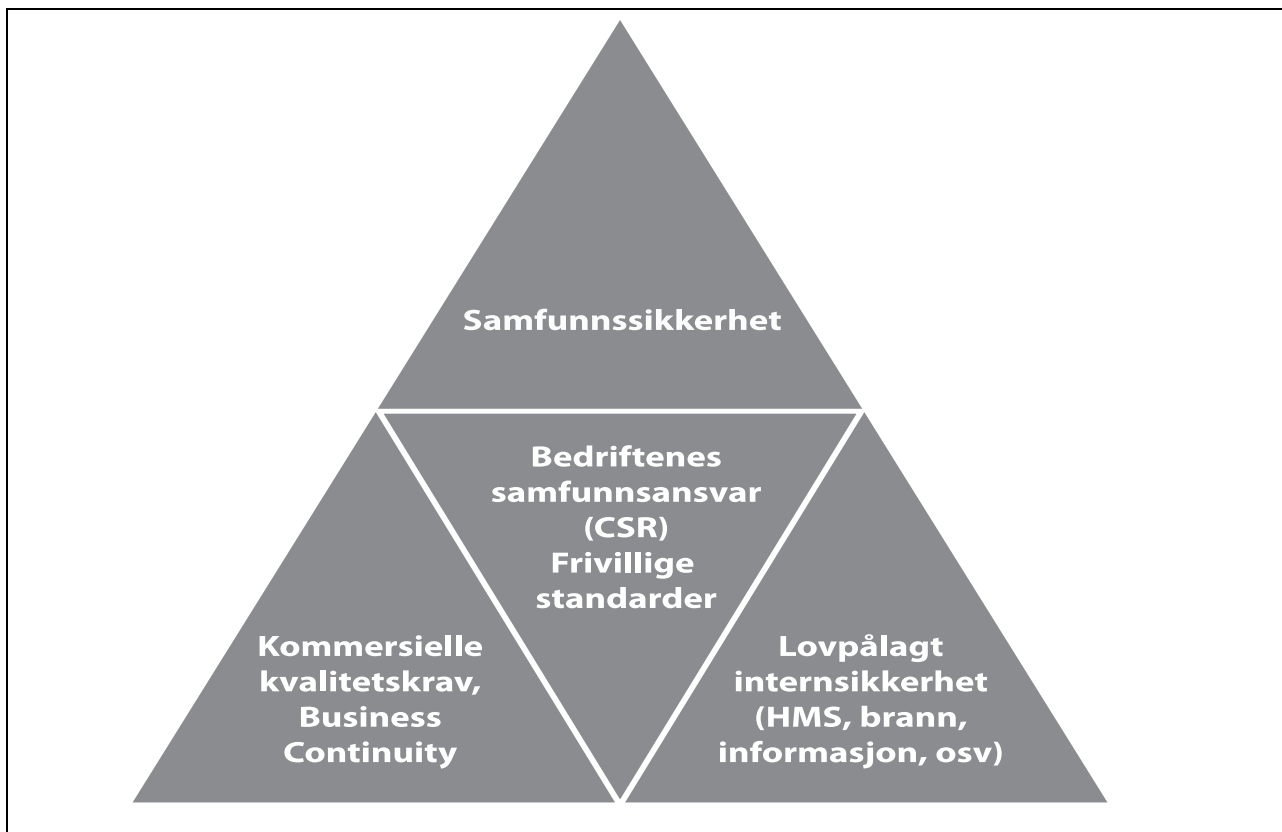 Samfunnssikkerhet
Bedriftenes
samfunnsansvar
(CSR)
Frivillige
standarder
Kommersielle
kvalitetskrav,
Business
Continuity
Lovpålagt
internsikkerhet
(HMS, brann,
informasjon, osv)